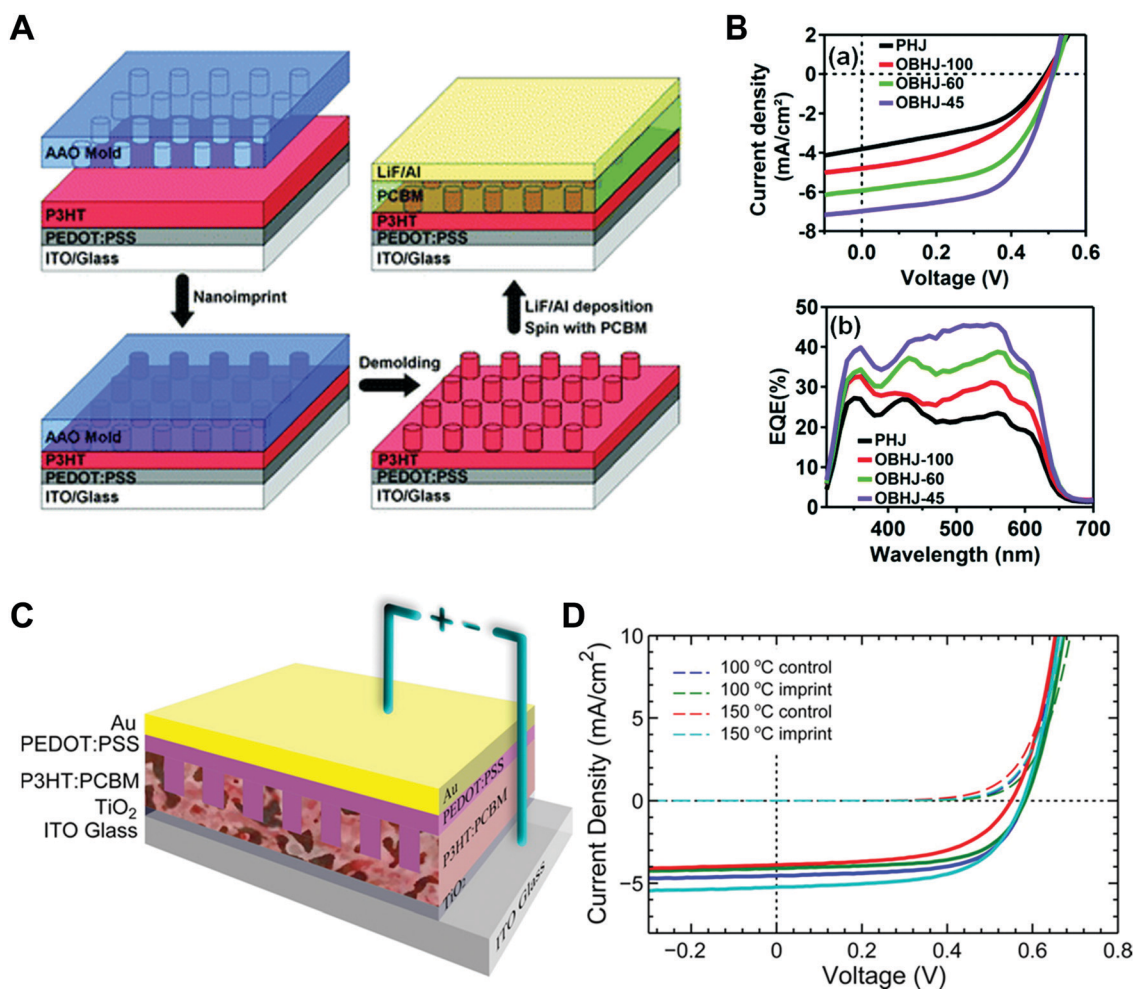 A
AAO Mold
P3HT
PEDOT:PSS
ITO/Glass
Nanoimprint
AAO Mold
P3HT
PEDOT:PSS
ITO/Glass
Demolding
LiF/Al
PCBM
P3HT
PEDOT:PSS
ITO/Glass
LiF/Al deposition
Spin with PCBM
P3HT
PEDOT:PSS
ITO/Glass
B
(a)
PHJ
OBHJ-100
OBHJ-60
OBHJ-45
Current density
(mA/cm²)
2
0
-2
-4
-6
-8
0.0 0.2 0.4 0.6
Voltage (V)
(b)
EQE(%)
50
40
30
20
10
0
PHJ
OBHJ-100
OBHJ-60
OBHJ-45
400 500 600 700
Wavelength (nm)
C
Au
PEDOT:PSS
P3HT:PCBM
TiO2
ITO Glass
+ -
Au
PEDOT:PSS
P3HT:PCBM
TiO2
ITO Glass
D
100 °C control
100 °C imprint
150 °C control
150 °C imprint
Current Density (mA/cm2)
10
5
0
−5
−0.2 0 0.2 0.4 0.6 0.8
Voltage (V)